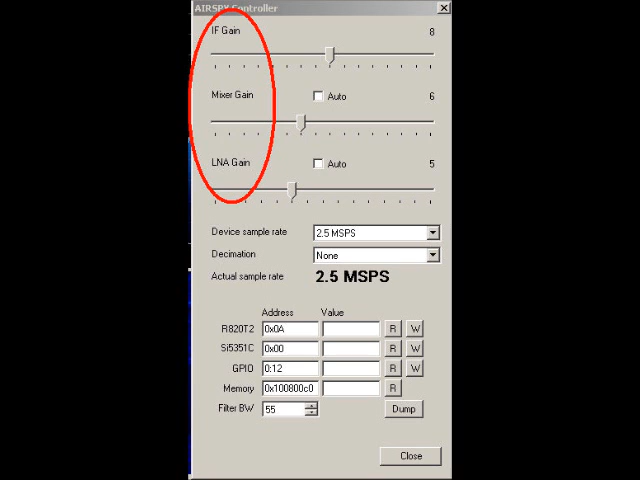 AIRSPY Controller
IF Gain 8
Mixer Gain Auto 6
LNA Gain Auto 5
Device sample rate 2.5 MSPS
Decimation None
Actual sample rate 2.5 MSPS
Address Value
R820T2 0x0A R W
Si5351C 0x00 R W
GPIO 0:12 R W
Memory 0x100800c0 R
Filter BW 55 Dump
Close